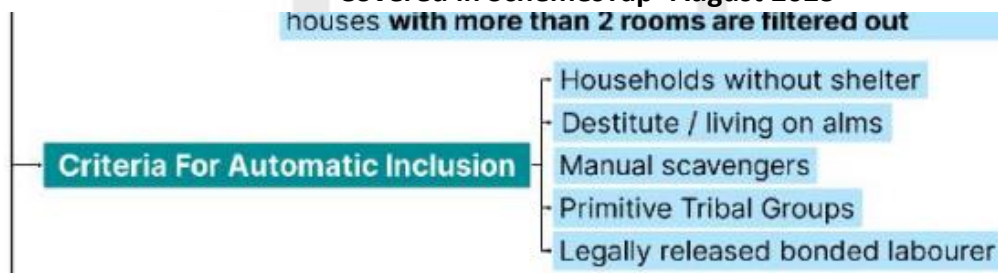 houses with more than 2 rooms are filtered out
Criteria For Automatic Inclusion
Households without shelter
Destitute / living on alms
Manual scavengers
Primitive Tribal Groups
Legally released bonded labourer